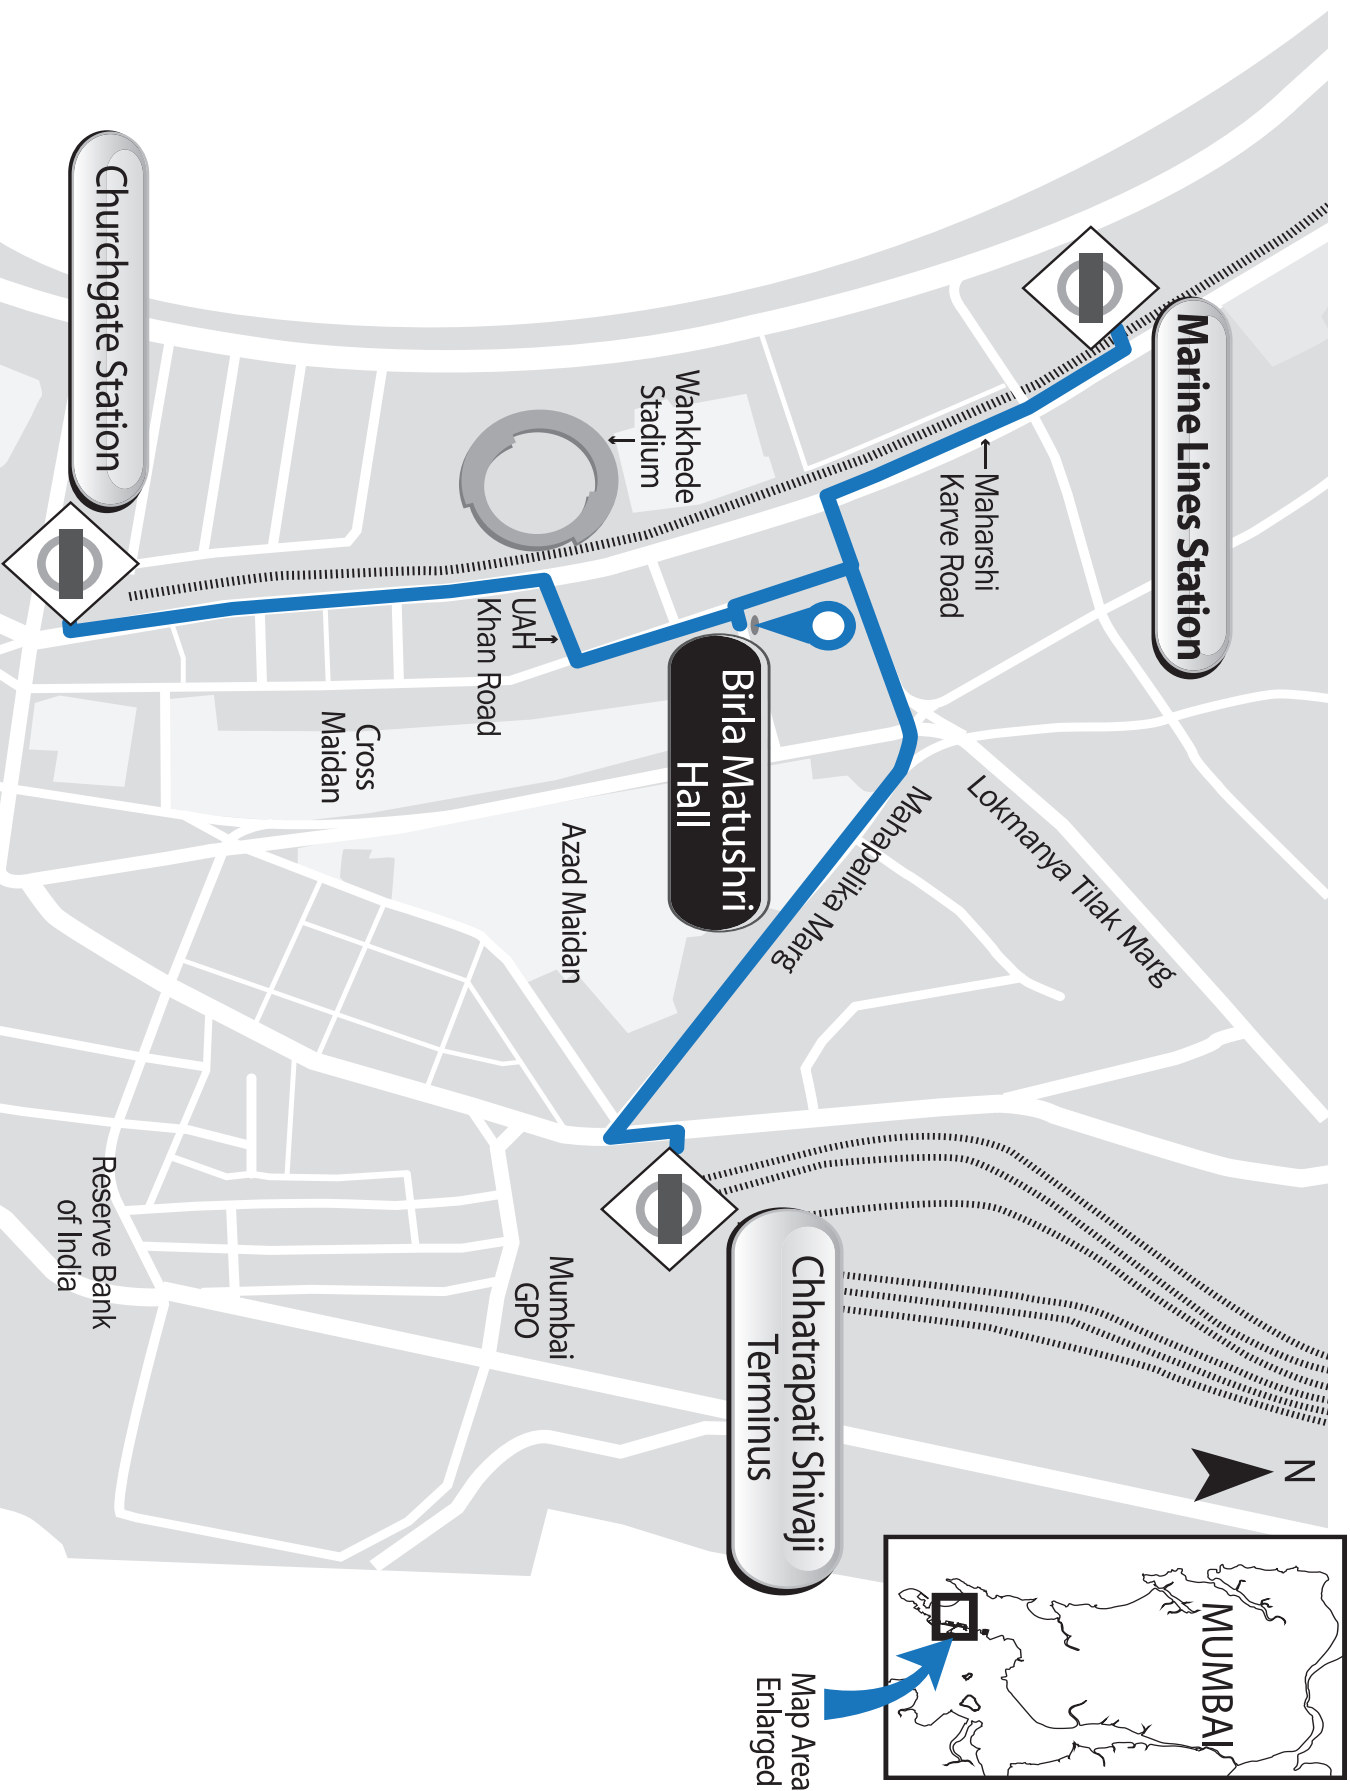 N
MUMBAI
Map Area
Enlarged
Marine Lines Station
Maharshi
Karve Road
Lokmanya Tilak Marg
Mahapalika Marg
Chhatrapati Shivaji
Terminus
Birla Matushri
Hall
Wankhede
Stadium
UAH
Khan Road
Azad Maidan
Mumbai
GPO
Cross
Maidan
Churchgate Station
Reserve Bank
of India